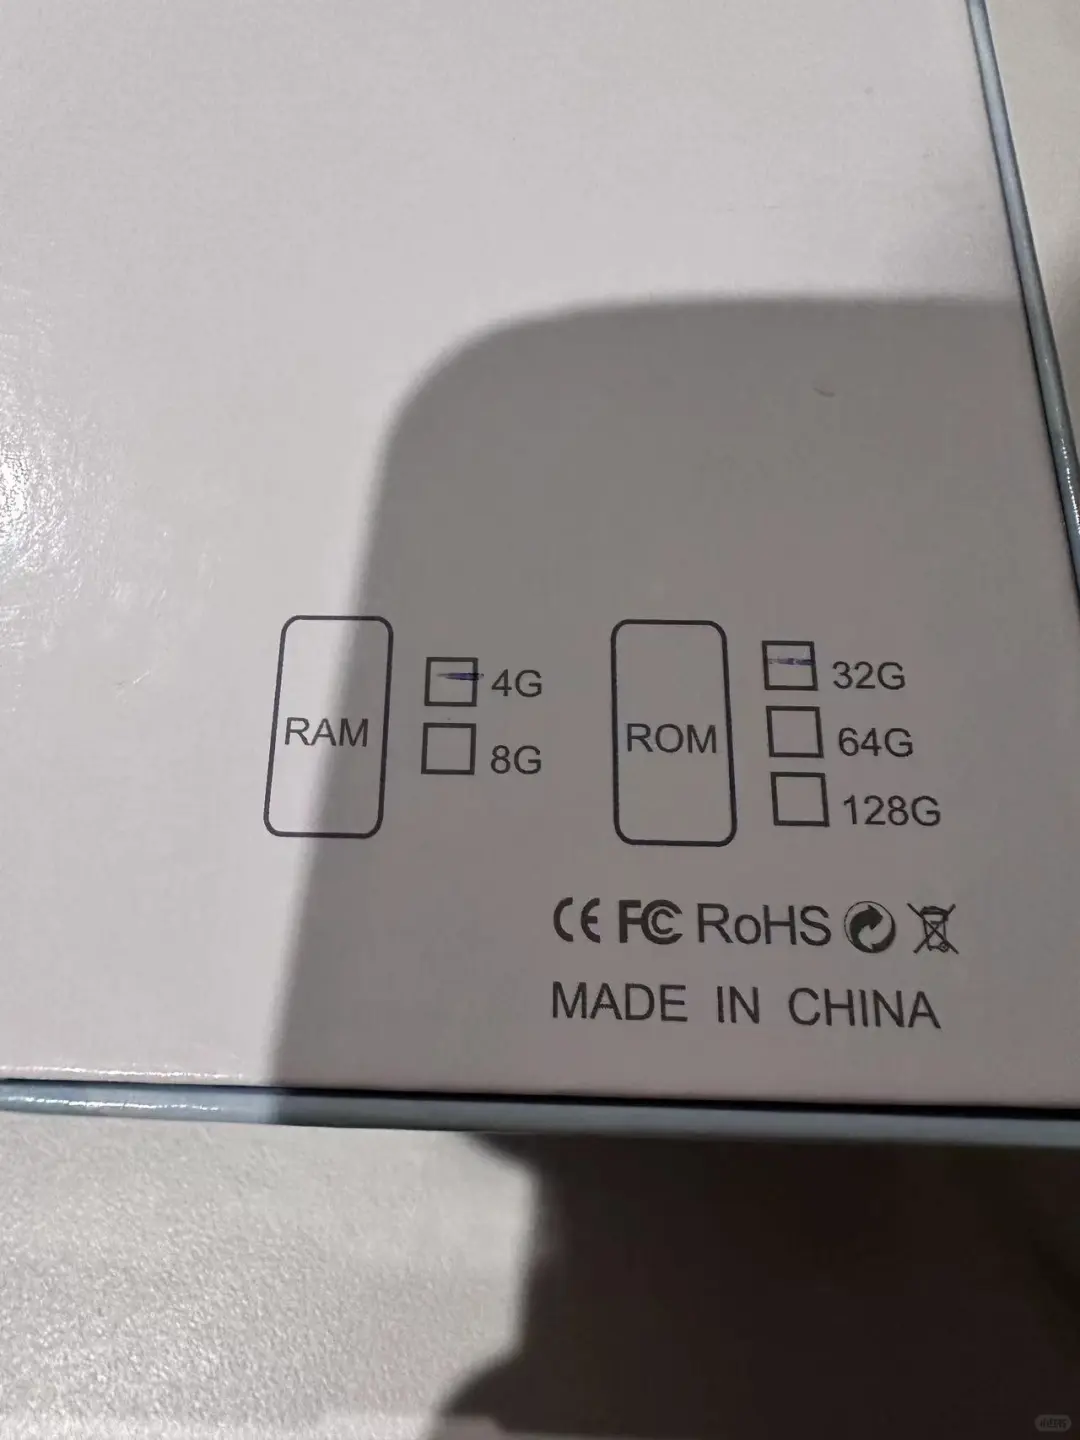 RAM
4G
8G
ROM
32G
64G
128G
CE FC RoHS
MADE IN CHINA